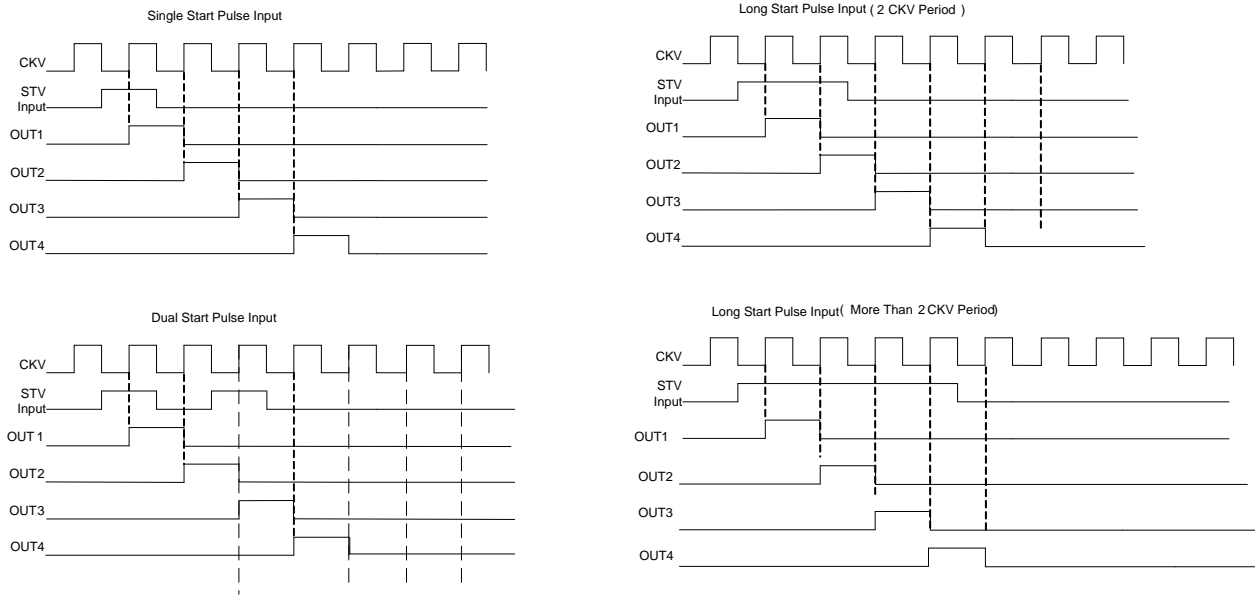 Single Start Pulse Input
CKV
STV
Input
OUT1
OUT2
OUT3
OUT4
Long Start Pulse Input ( 2 CKV Period )
CKV
STV
Input
OUT1
OUT2
OUT3
OUT4
Dual Start Pulse Input
CKV
STV
Input
OUT 1
OUT2
OUT3
OUT4
Long Start Pulse Input( More Than 2 CKV Period)
CKV
STV
Input
OUT1
OUT2
OUT3
OUT4